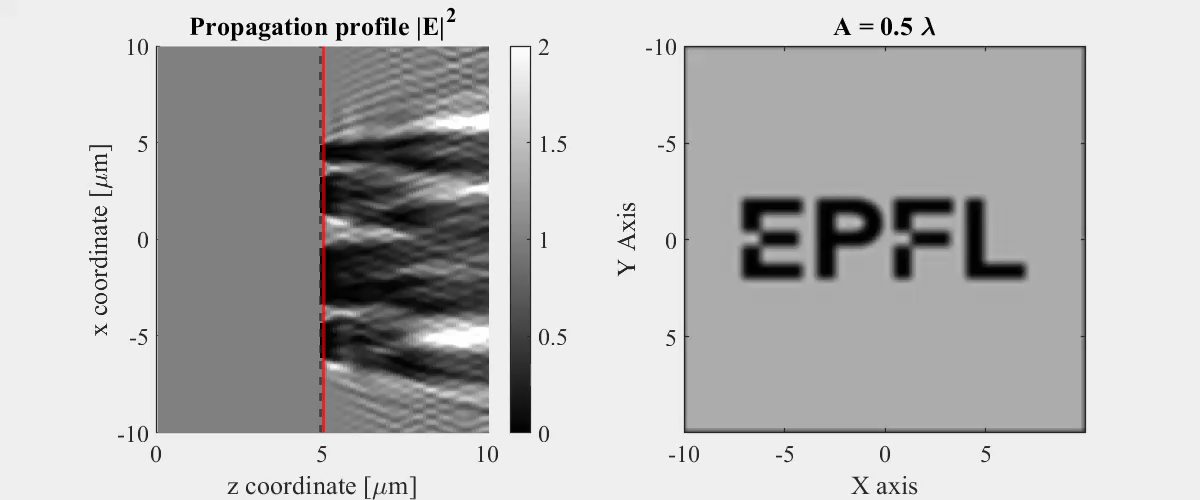 Propagation profile |E|²
10
5
0
-5
-10
0 5 10
x coordinate [μm]
z coordinate [μm]
2
1.5
1
0.5
0
A = 0.5 λ
-10
-5
0
5
-10 -5 0 5
Y Axis
X axis
EPFL